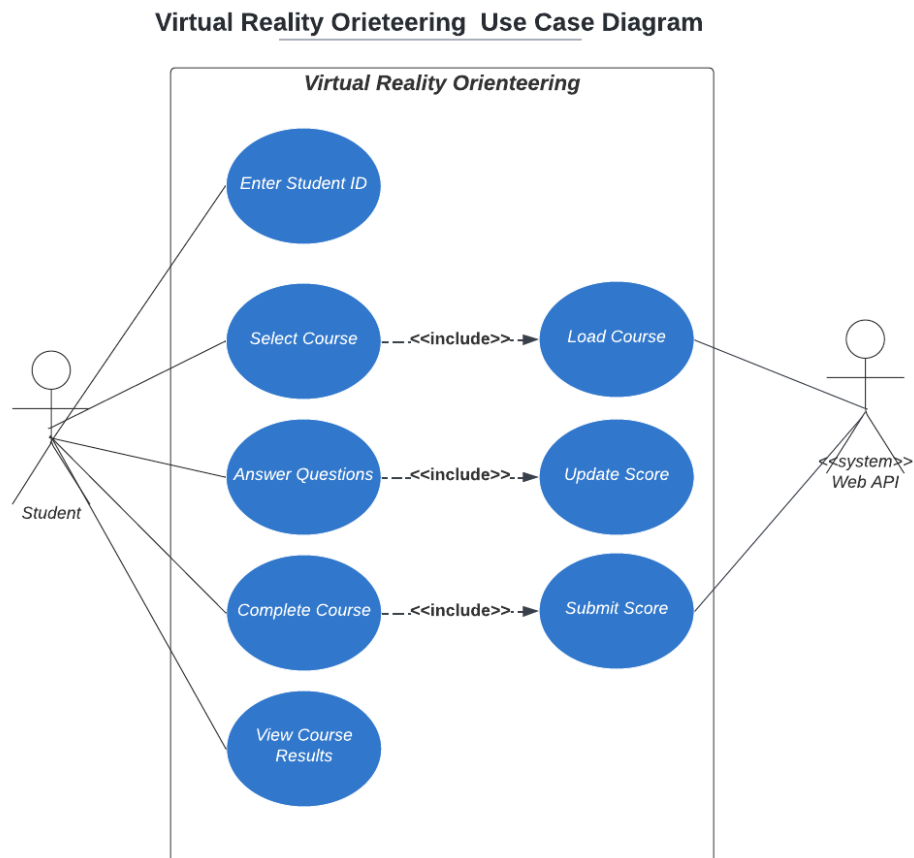 Virtual Reality Orieteering  Use Case Diagram
Virtual Reality Orienteering
Enter Student ID
Select Course
<<include>>
Load Course
Answer Questions
<<include>>
Update Score
<<system>>
Web API
Student
Complete Course
<<include>>
Submit Score
View Course
Results